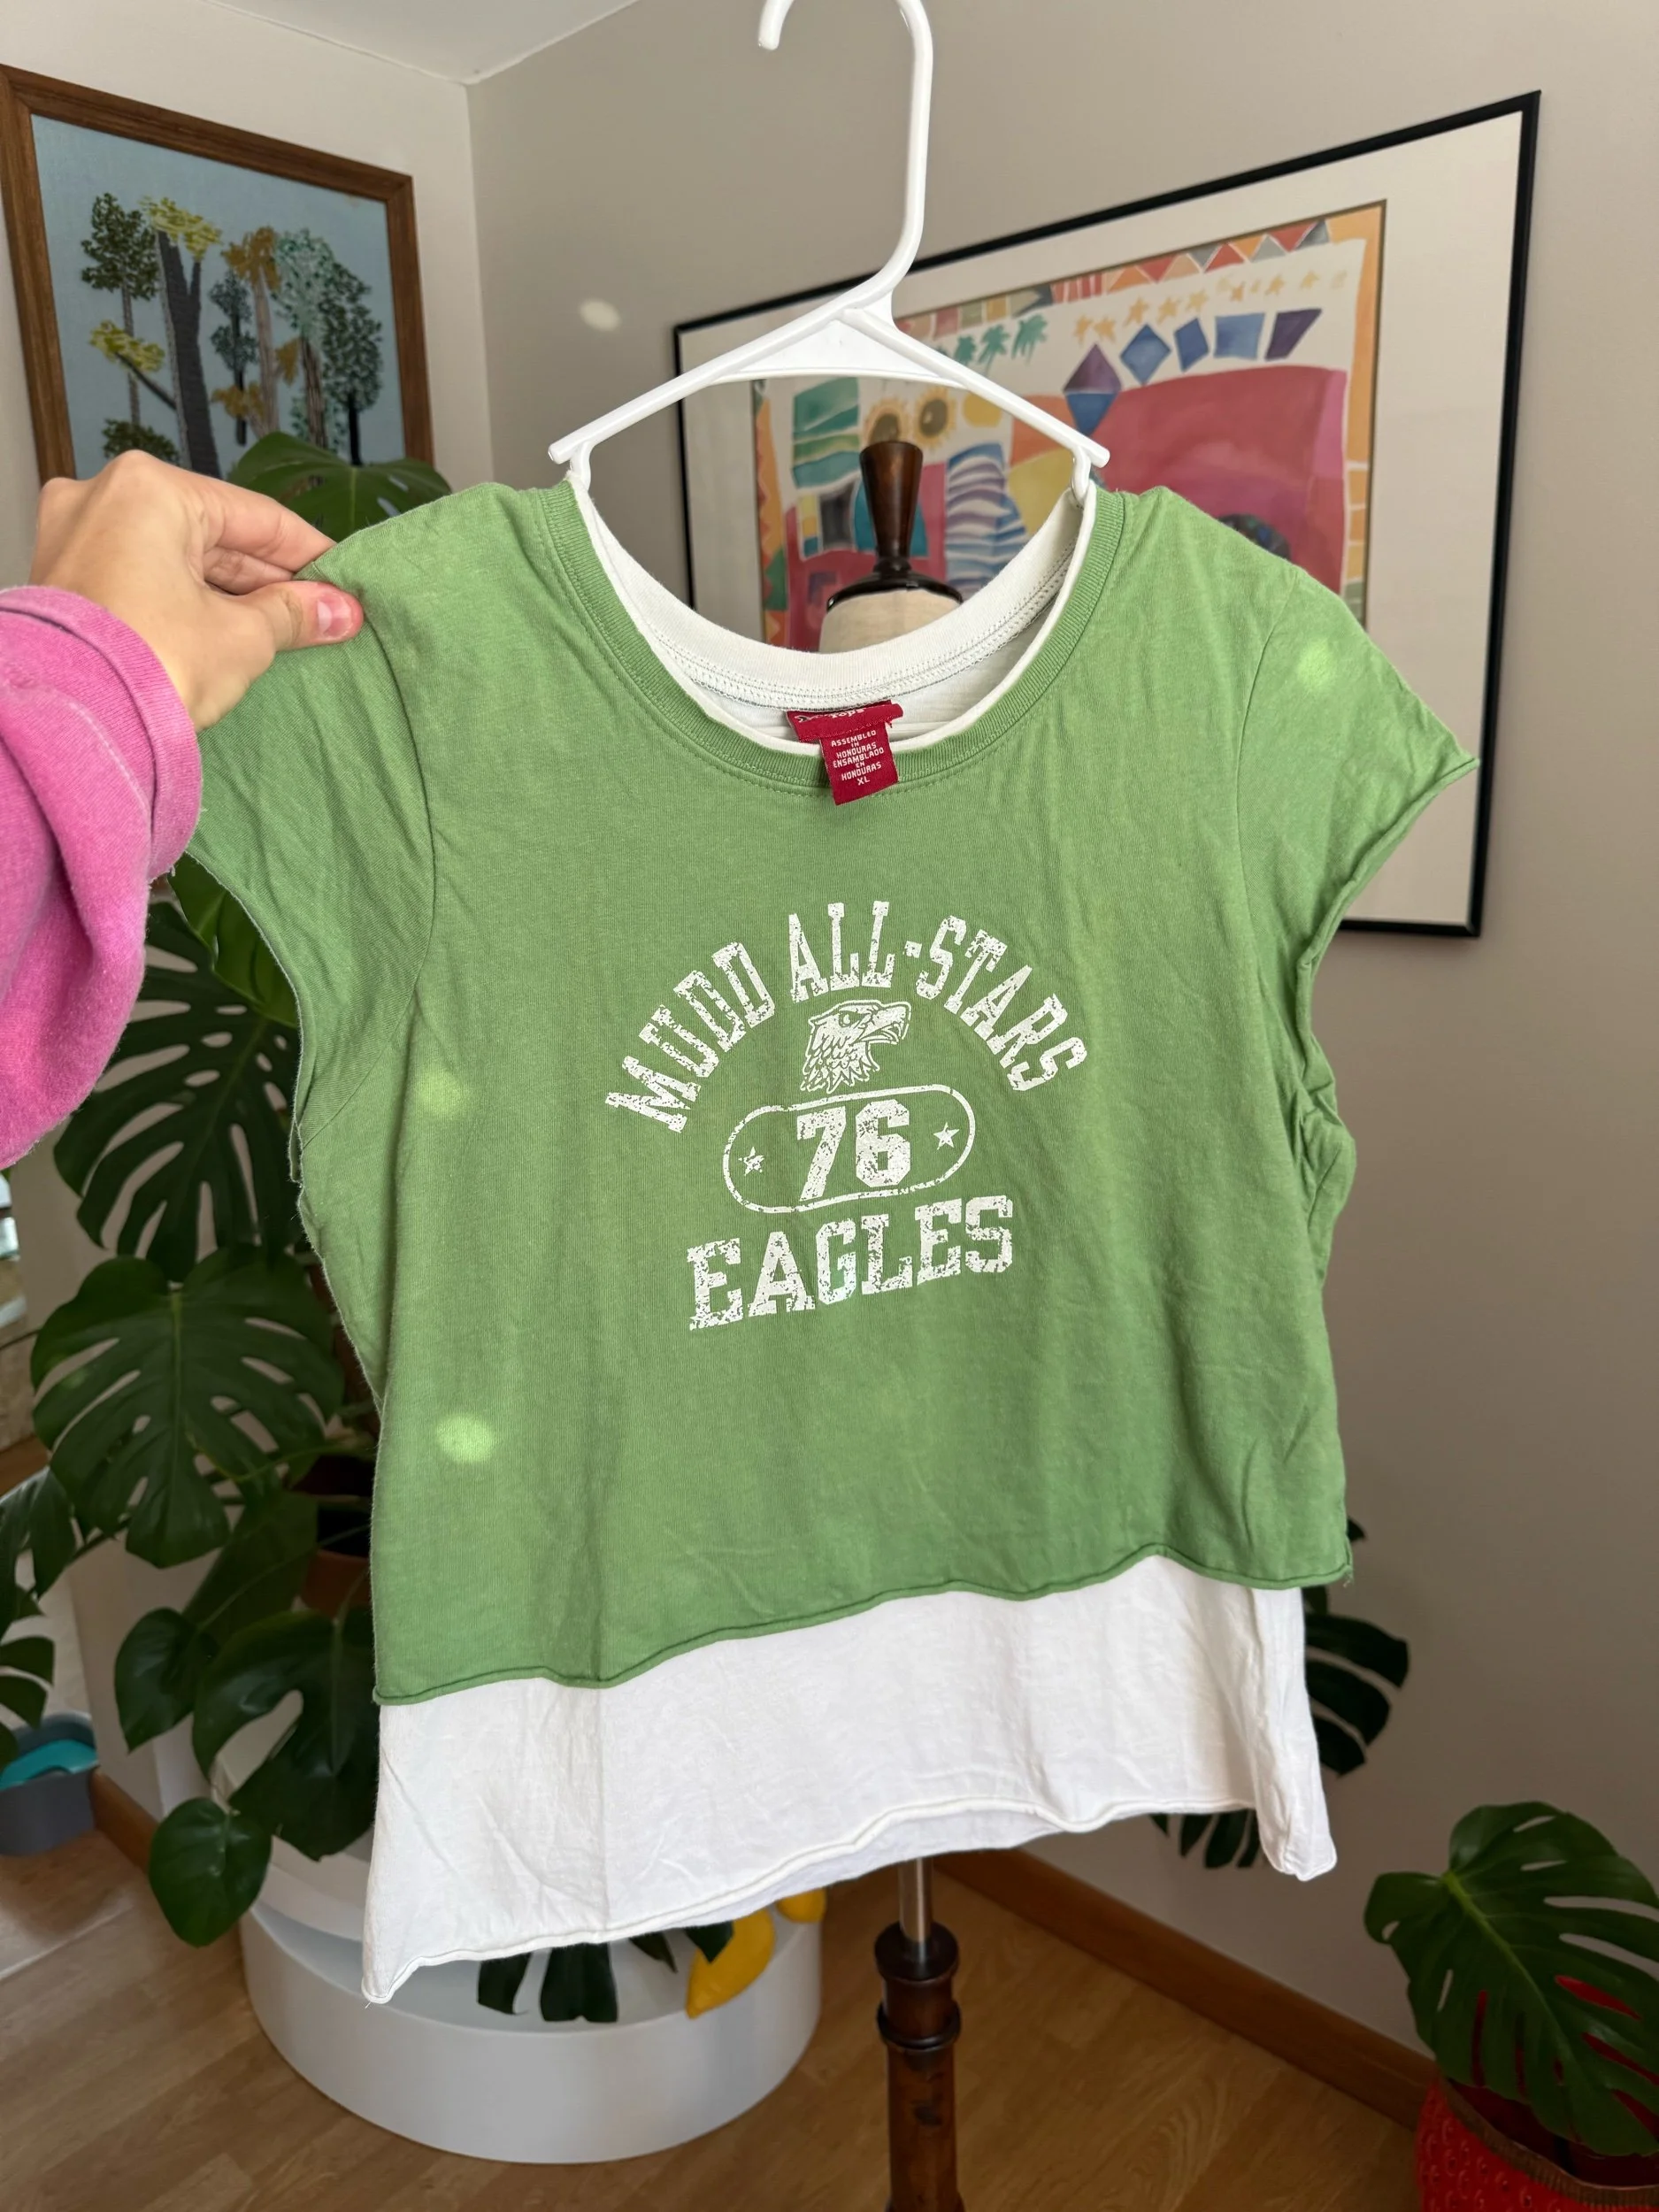 ASSEMBLED
IN
HONDURAS
ENSAMBLADO
EN
HONDURAS
XL
MUDD ALL-STARS
76
EAGLES